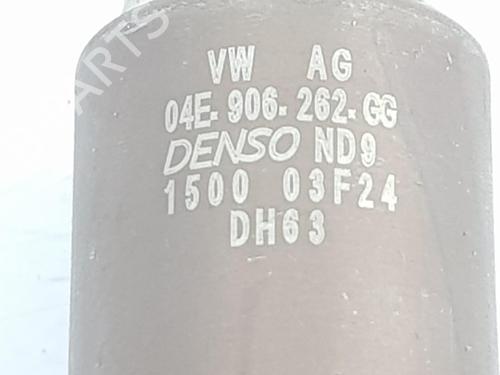 VW AG
04E.906.262.GG
DENSO ND9
1500 03F24
DH63